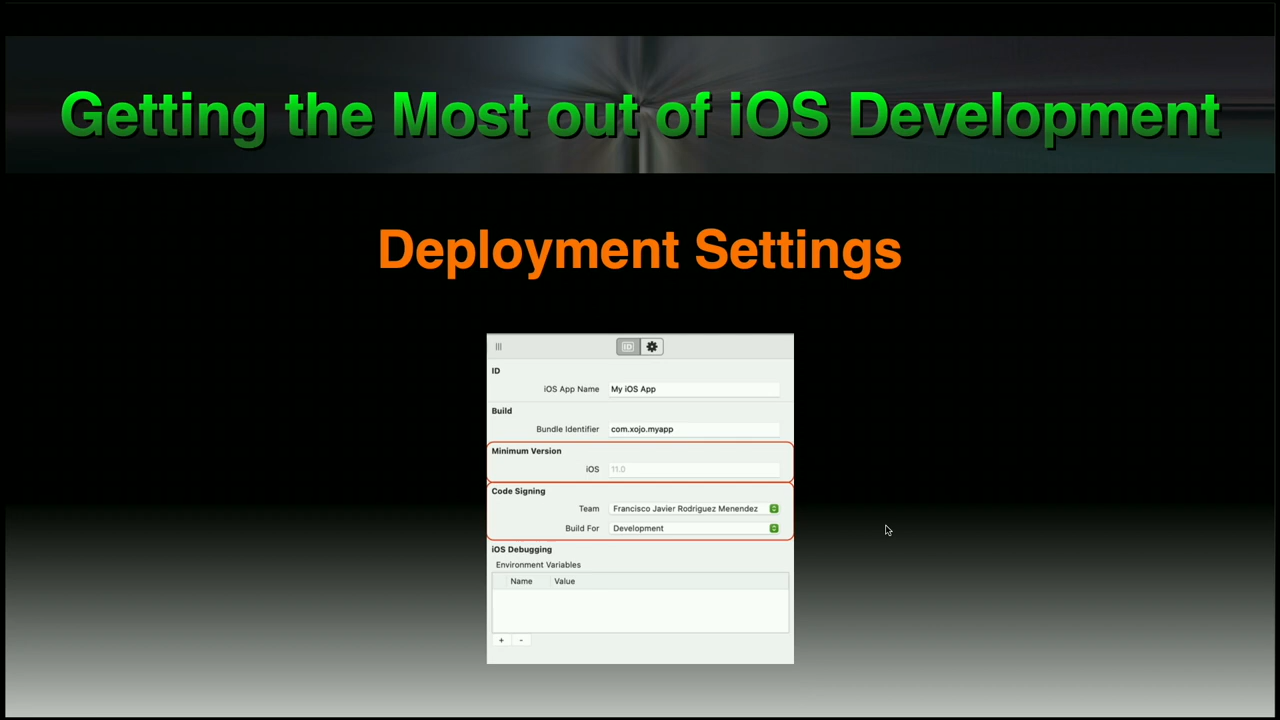 Getting the Most out of iOS Development
Deployment Settings
ID
ID
iOS App Name My iOS App
Build
Bundle Identifier com.xojo.myapp
Minimum Version
iOS 11.0
Code Signing
Team Francisco Javier Rodriguez Menendez
Build For Development
iOS Debugging
Environment Variables
Name Value
+ -